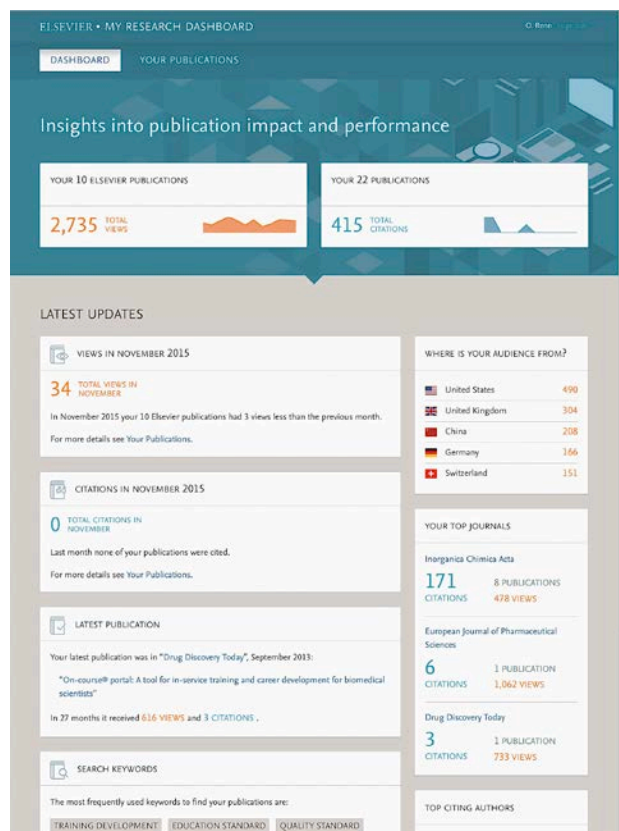 ELSEVIER • MY RESEARCH DASHBOARD
DASHBOARD
YOUR PUBLICATIONS
Insights into publication impact and performance
YOUR 10 ELSEVIER PUBLICATIONS
2,735 TOTAL VIEWS
YOUR 22 PUBLICATIONS
415 TOTAL CITATIONS
LATEST UPDATES
VIEWS IN NOVEMBER 2015
34 TOTAL VIEWS IN NOVEMBER
In November 2015 your 10 Elsevier publications had 3 views less than the previous month.
For more details see Your Publications.
CITATIONS IN NOVEMBER 2015
0 TOTAL CITATIONS IN NOVEMBER
Last month none of your publications were cited.
For more details see Your Publications.
LATEST PUBLICATION
Your latest publication was in "Drug Discovery Today", September 2013:
"On-course® portal: A tool for in-service training and career development for biomedical
scientists"
In 27 months it received 616 VIEWS and 3 CITATIONS .
SEARCH KEYWORDS
The most frequently used keywords to find your publications are:
TRAINING DEVELOPMENT EDUCATION STANDARD QUALITY STANDARD
WHERE IS YOUR AUDIENCE FROM?
United States 490
United Kingdom 304
China 208
Germany 166
Switzerland 151
YOUR TOP JOURNALS
Inorganica Chimica Acta
171 8 PUBLICATIONS
CITATIONS 478 VIEWS
European Journal of Pharmaceutical
Sciences
6 1 PUBLICATION
CITATIONS 1,062 VIEWS
Drug Discovery Today
3 1 PUBLICATION
CITATIONS 733 VIEWS
TOP CITING AUTHORS